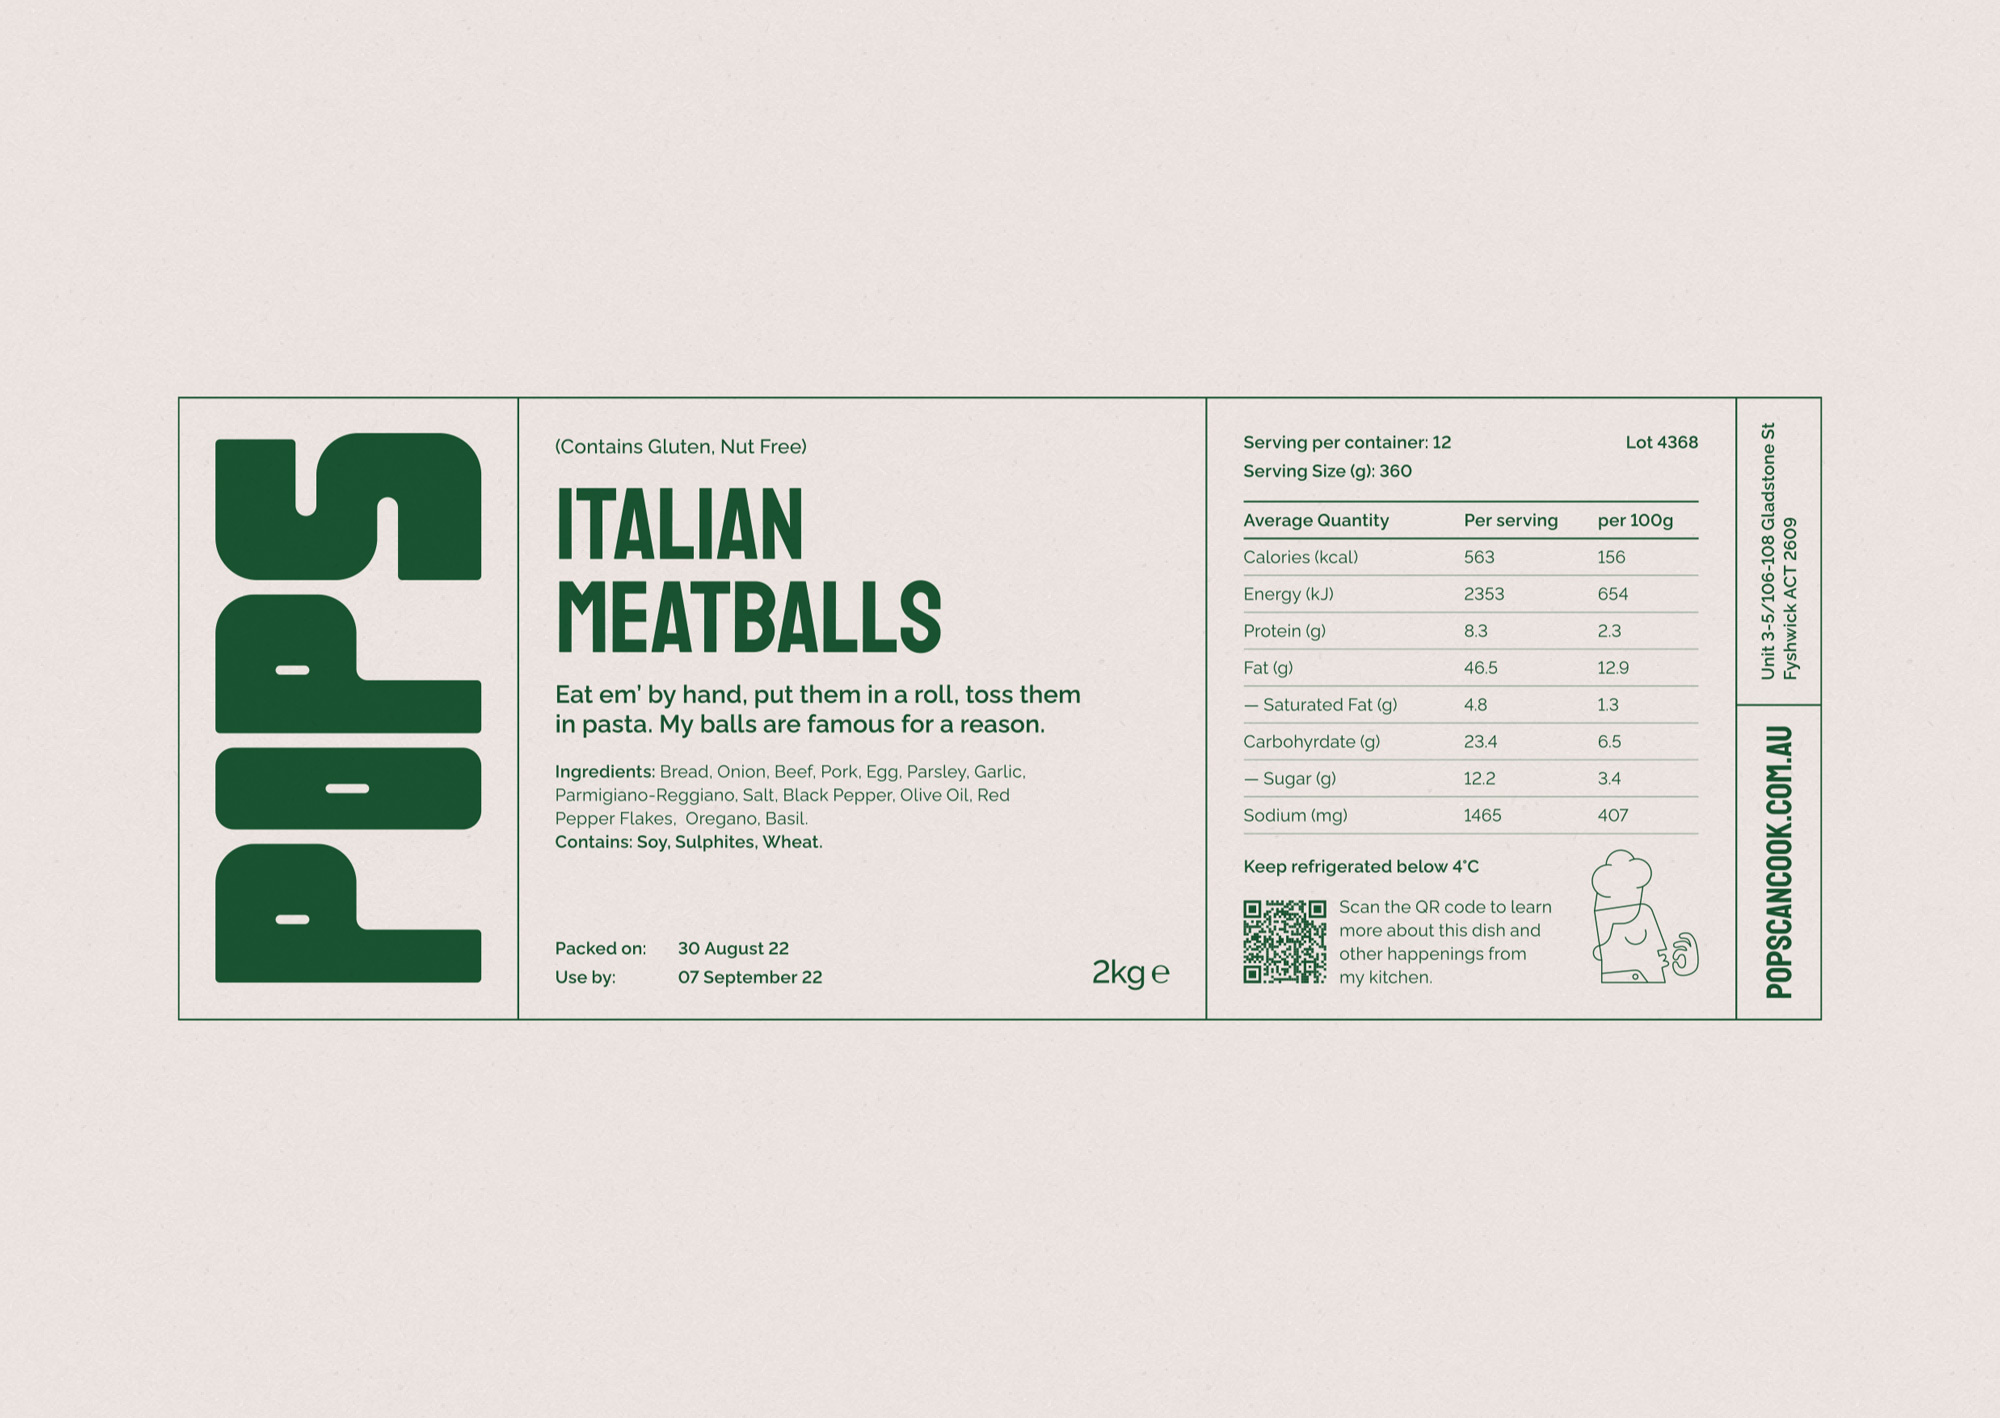 POPS
(Contains Gluten, Nut Free)
ITALIAN
MEATBALLS
Eat em’ by hand, put them in a roll, toss them
in pasta. My balls are famous for a reason.
Ingredients: Bread, Onion, Beef, Pork, Egg, Parsley, Garlic,
Parmigiano-Reggiano, Salt, Black Pepper, Olive Oil, Red
Pepper Flakes,  Oregano, Basil.
Contains: Soy, Sulphites, Wheat.
Packed on: 30 August 22
Use by: 07 September 22
2kg ℮
Serving per container: 12 Lot 4368
Serving Size (g): 360
Average Quantity Per serving per 100g
Calories (kcal) 563 156
Energy (kJ) 2353 654
Protein (g) 8.3 2.3
Fat (g) 46.5 12.9
— Saturated Fat (g) 4.8 1.3
Carbohyrdate (g) 23.4 6.5
— Sugar (g) 12.2 3.4
Sodium (mg) 1465 407
Keep refrigerated below 4°C
Scan the QR code to learn
more about this dish and
other happenings from
my kitchen.
Unit 3-5/106-108 Gladstone St
Fyshwick ACT 2609
POPSCANCOOK.COM.AU